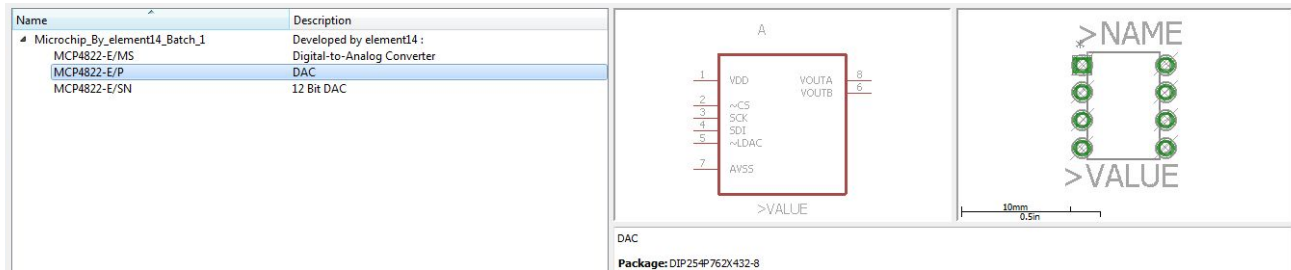 Name Description
Microchip_By_element14_Batch_1 Developed by element14 :
MCP4822-E/MS Digital-to-Analog Converter
MCP4822-E/P DAC
MCP4822-E/SN 12 Bit DAC
A
1 VDD VOUTA 8
VOUTB 6
2 ~CS
3 SCK
4 SDI
5 ~LDAC
7 AVSS
>VALUE
>NAME
>VALUE
10mm
0.5in
DAC
Package: DIP254P762X432-8